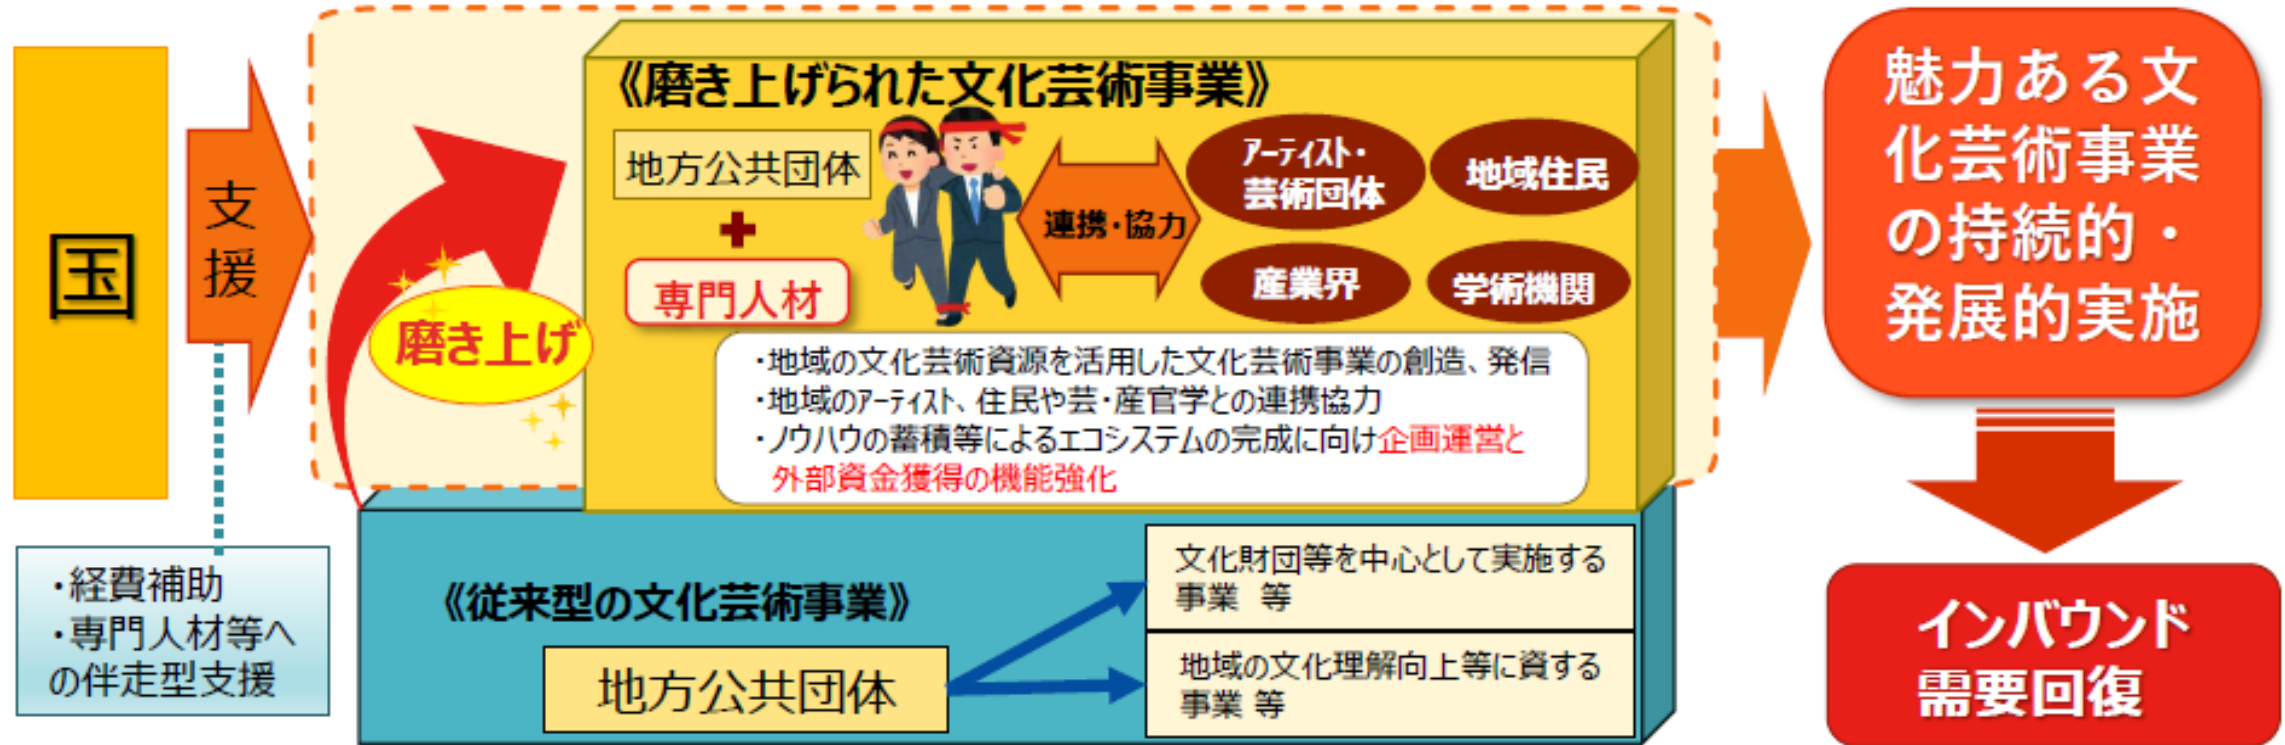 国
支
援
・経費補助
・専門人材等へ
の伴走型支援
磨き上げ
《磨き上げられた文化芸術事業》
地方公共団体
+
専門人材
連携・協力
ｱｰﾃｨｽﾄ・
芸術団体
地域住民
産業界
学術機関
・地域の文化芸術資源を活用した文化芸術事業の創造、発信
・地域のｱｰﾃｨｽﾄ、住民や芸・産官学との連携協力
・ノウハウの蓄積等によるエコシステムの完成に向け企画運営と
外部資金獲得の機能強化
《従来型の文化芸術事業》
地方公共団体
文化財団等を中心として実施する
事業 等
地域の文化理解向上等に資する
事業 等
魅力ある文
化芸術事業
の持続的・
発展的実施
インバウンド
需要回復